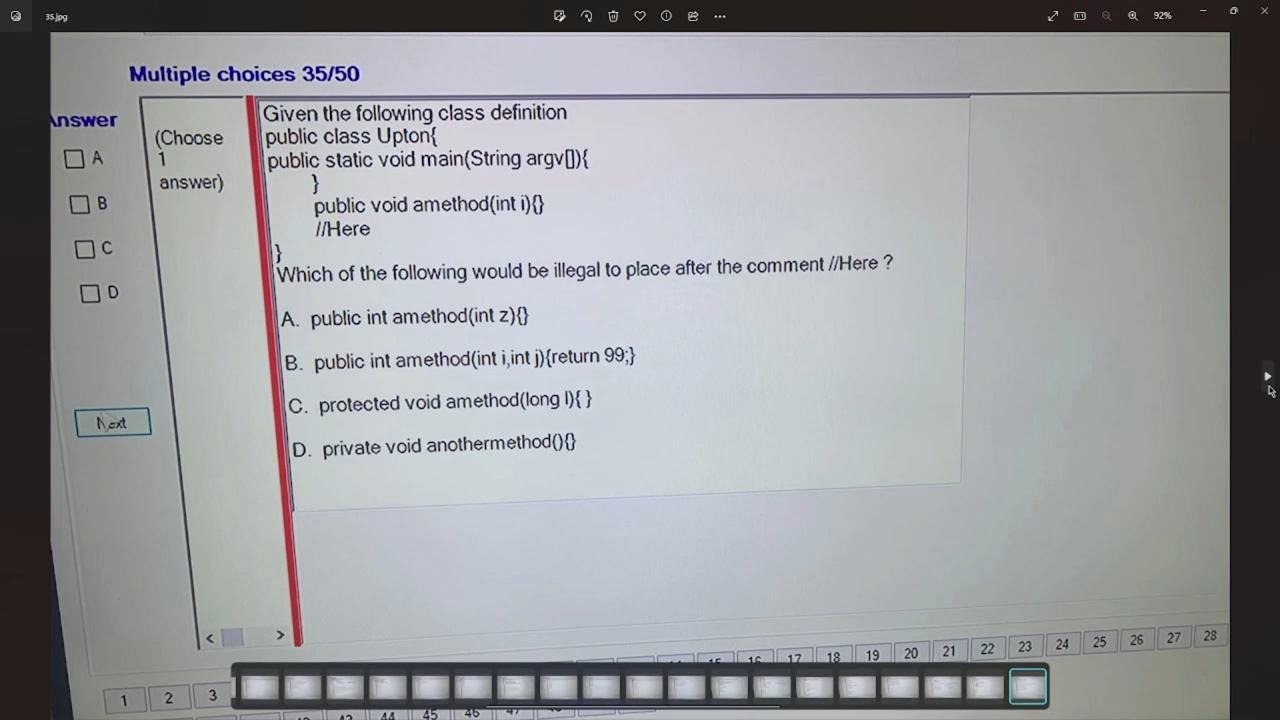 35.jpg
92%
Multiple choices 35/50
Answer
A
B
C
D
(Choose
1
answer)
Given the following class definition
public class Upton{
public static void main(String argv[]){
}
public void amethod(int i){}
//Here
}
Which of the following would be illegal to place after the comment //Here ?
A. public int amethod(int z){}
B. public int amethod(int i,int j){return 99;}
C. protected void amethod(long l){ }
D. private void anothermethod(){}
Next
< >
1 2 3 15 16 17 18 19 20 21 22 23 24 25 26 27 28
43 44 45 46 47